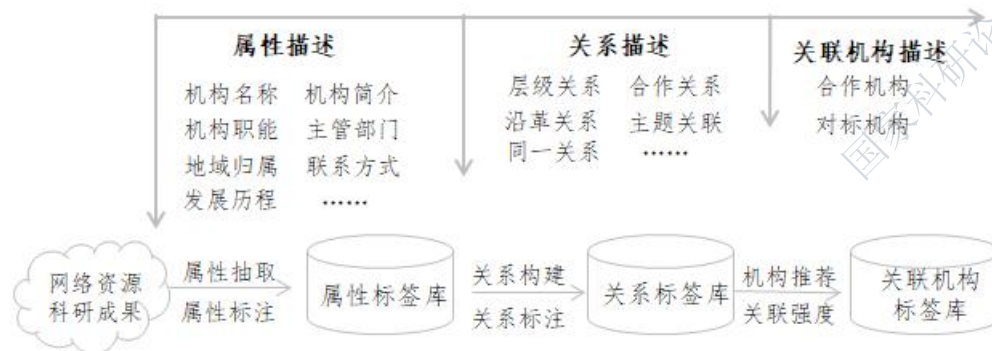 属性描述
机构名称 机构简介
机构职能 主管部门
地域归属 联系方式
发展历程 ……
关系描述
层级关系 合作关系
沿革关系 主题关联
同一关系 ……
关联机构描述
合作机构
对标机构
国家科研论
网络资源
科研成果
属性抽取
属性标注
属性标签库
关系构建
关系标注
关系标签库
机构推荐
关联强度
关联机构
标签库